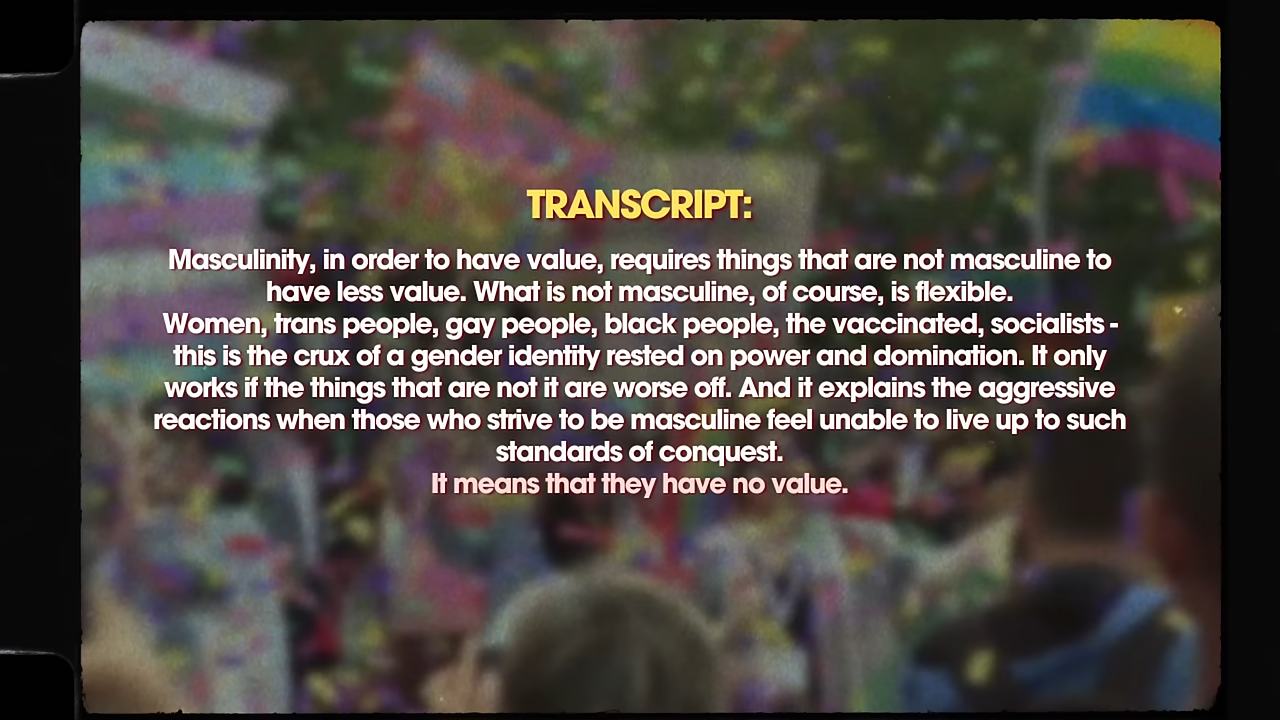 TRANSCRIPT:
Masculinity, in order to have value, requires things that are not masculine to
have less value. What is not masculine, of course, is flexible.
Women, trans people, gay people, black people, the vaccinated, socialists -
this is the crux of a gender identity rested on power and domination. It only
works if the things that are not it are worse off. And it explains the aggressive
reactions when those who strive to be masculine feel unable to live up to such
standards of conquest.
It means that they have no value.